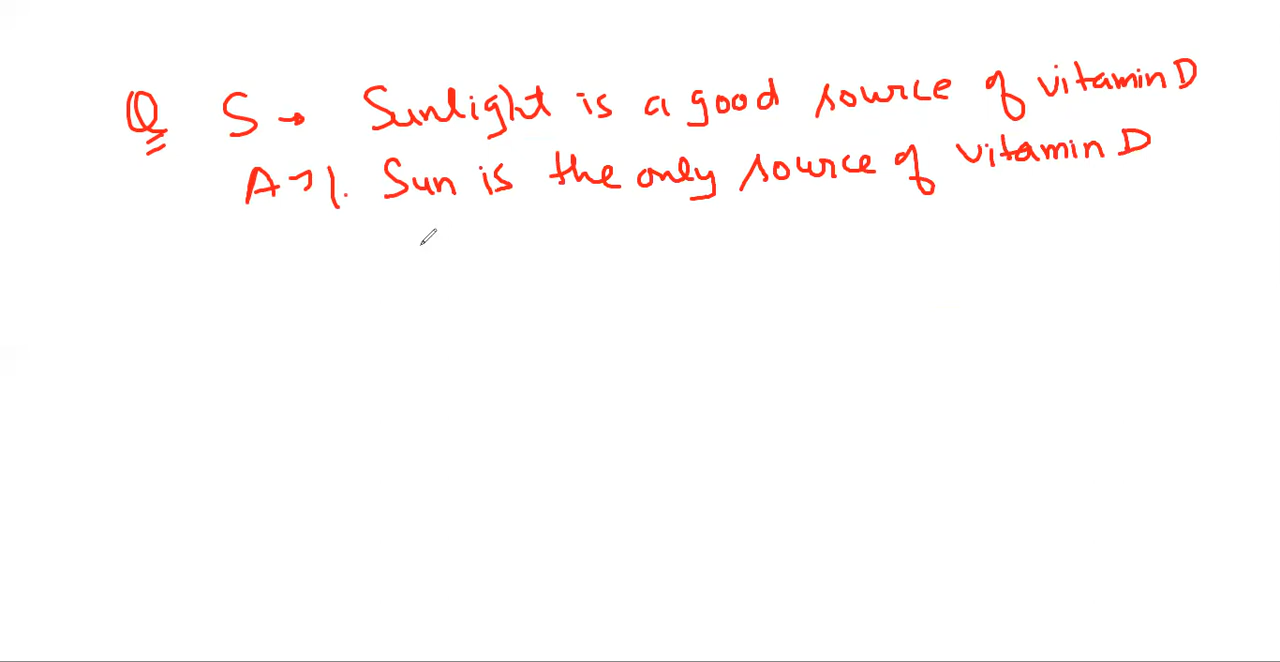 Q S → Sunlight is a good source of vitamin D
A → 1. Sun is the only source of vitamin D